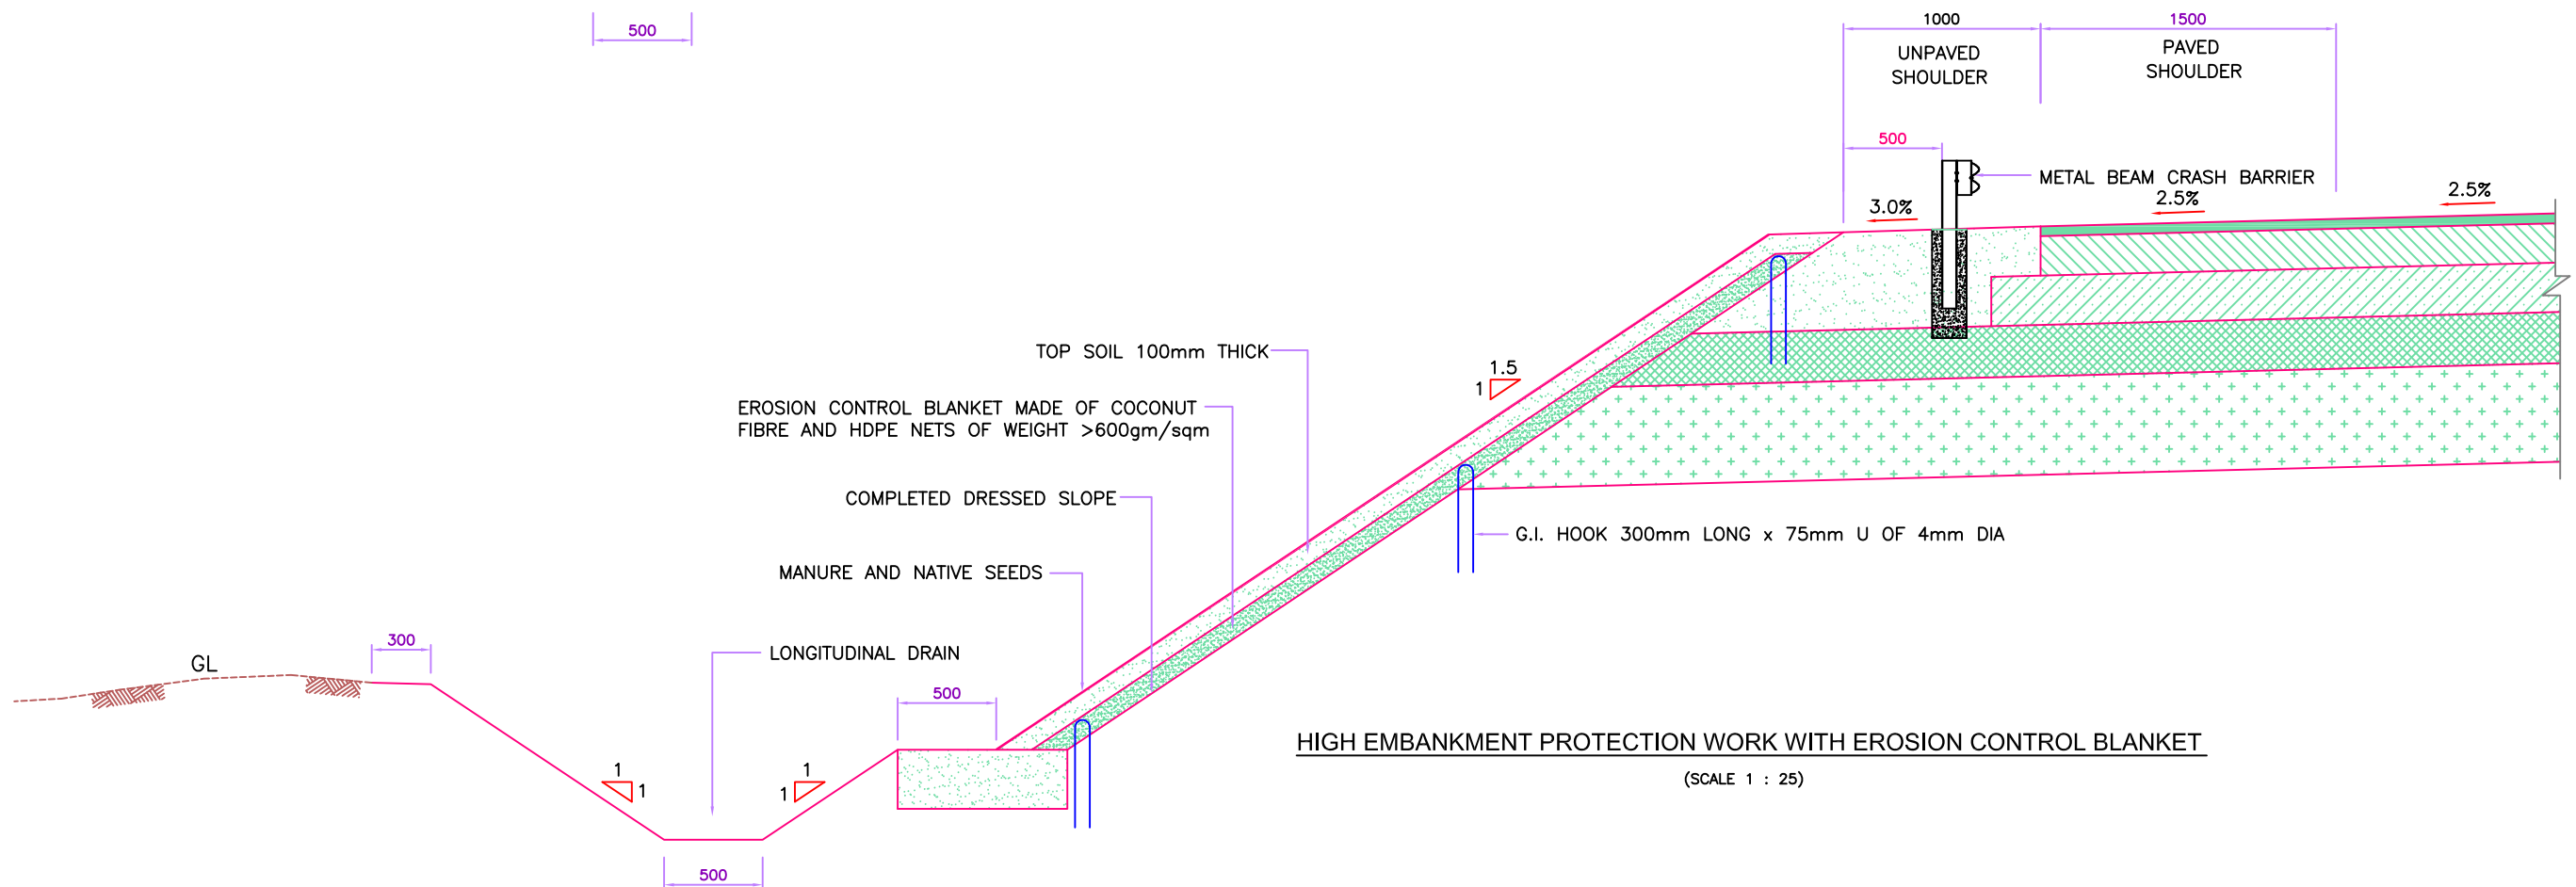 500
1000
1500
UNPAVED
SHOULDER
PAVED
SHOULDER
500
METAL BEAM CRASH BARRIER
3.0%
2.5%
2.5%
TOP SOIL 100mm THICK
1.5
1
EROSION CONTROL BLANKET MADE OF COCONUT
FIBRE AND HDPE NETS OF WEIGHT >600gm/sqm
COMPLETED DRESSED SLOPE
G.I. HOOK 300mm LONG x 75mm U OF 4mm DIA
MANURE AND NATIVE SEEDS
300
GL
LONGITUDINAL DRAIN
500
HIGH EMBANKMENT PROTECTION WORK WITH EROSION CONTROL BLANKET
(SCALE 1 : 25)
1
1
1
1
500